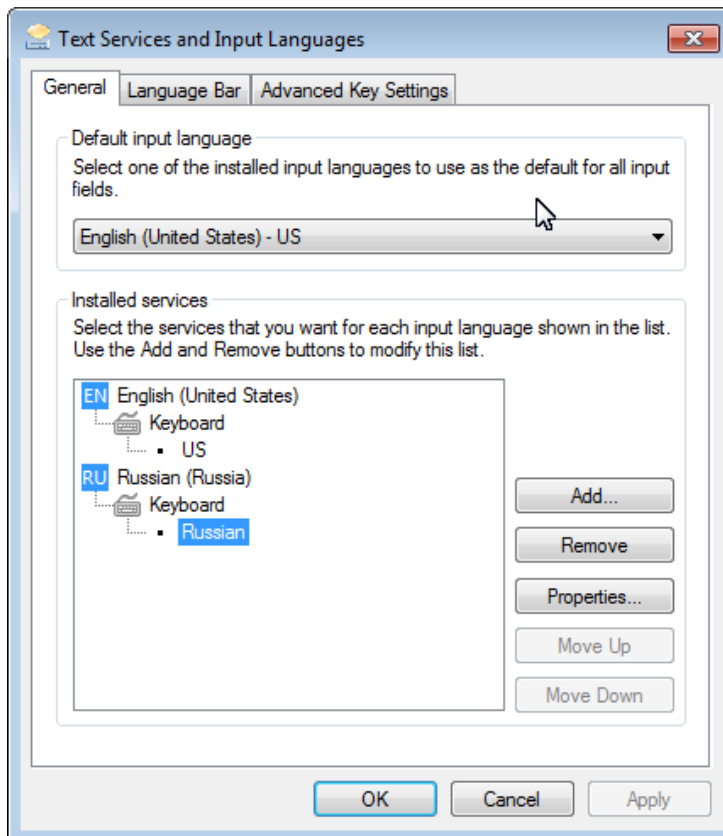 Text Services and Input Languages
General
Language Bar
Advanced Key Settings
Default input language
Select one of the installed input languages to use as the default for all input
fields.
English (United States) - US
Installed services
Select the services that you want for each input language shown in the list.
Use the Add and Remove buttons to modify this list.
EN English (United States)
Keyboard
US
RU Russian (Russia)
Keyboard
Russian
Add...
Remove
Properties...
Move Up
Move Down
OK
Cancel
Apply